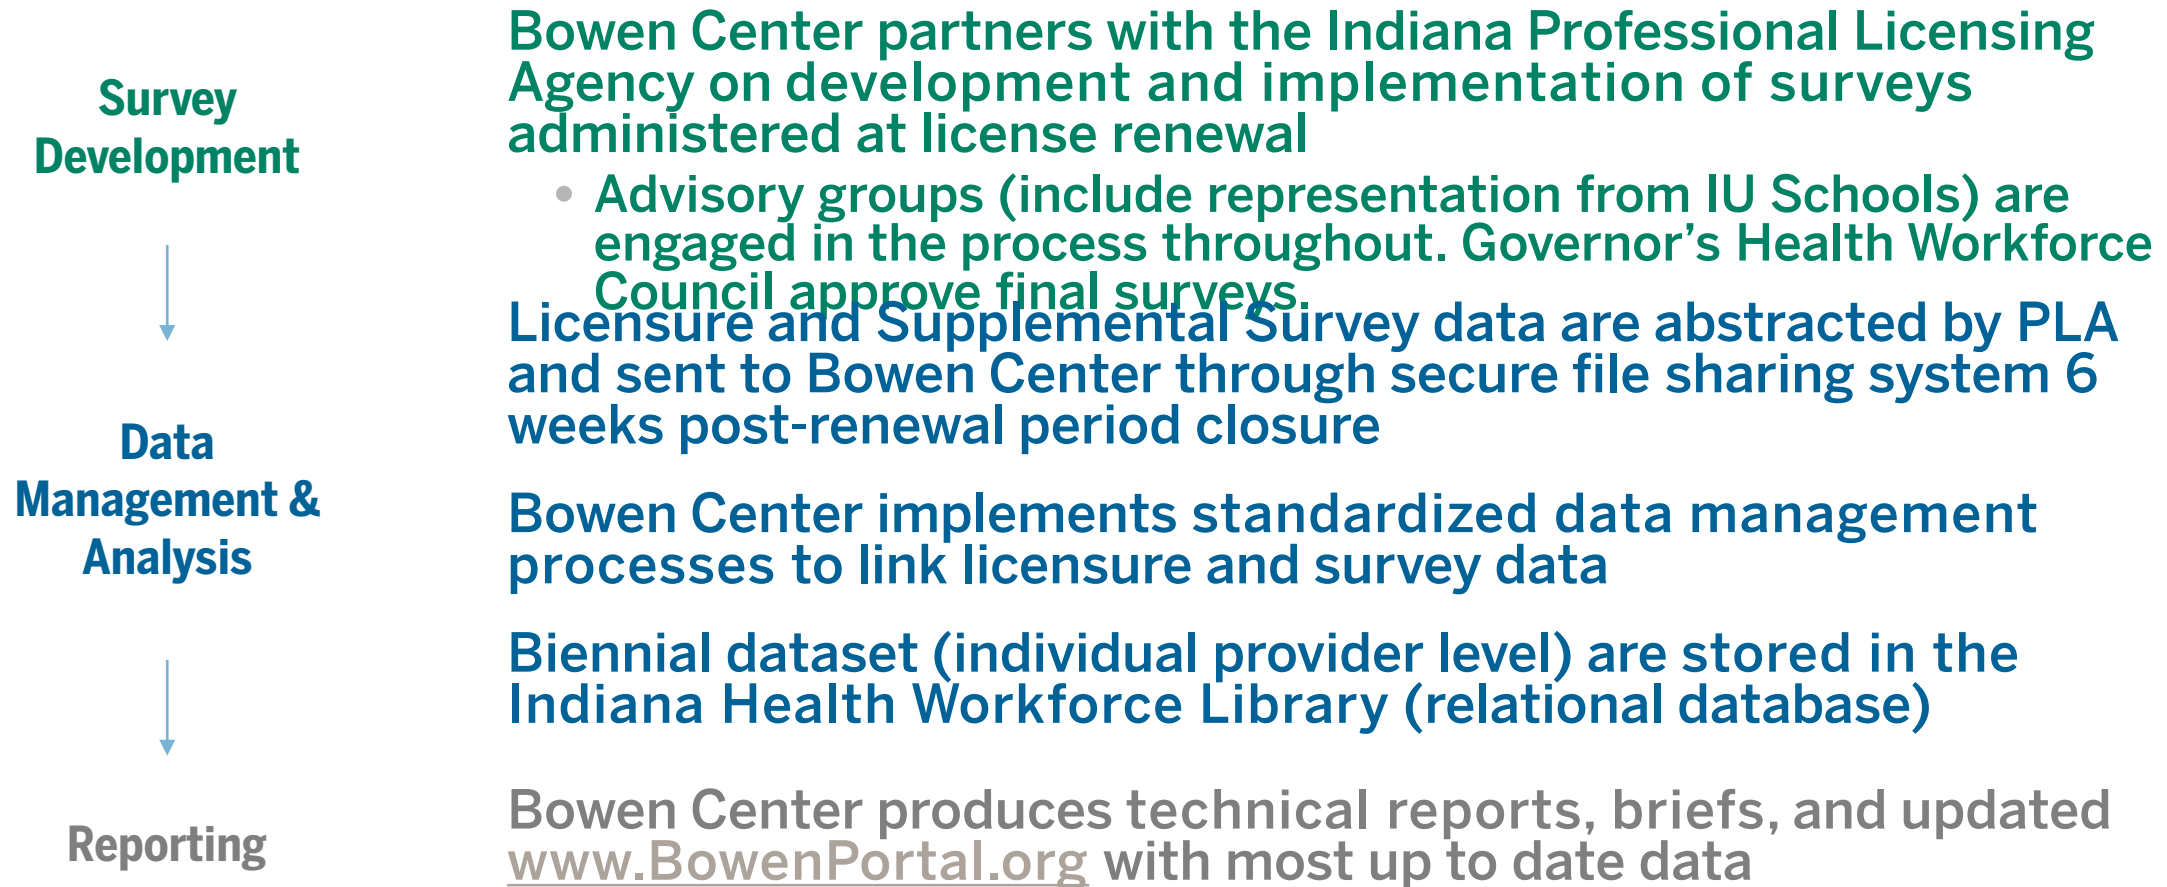 Survey
Development
Bowen Center partners with the Indiana Professional Licensing
Agency on development and implementation of surveys
administered at license renewal
• Advisory groups (include representation from IU Schools) are
engaged in the process throughout. Governor’s Health Workforce
Council approve final surveys.
Data
Management &
Analysis
Licensure and Supplemental Survey data are abstracted by PLA
and sent to Bowen Center through secure file sharing system 6
weeks post-renewal period closure
Bowen Center implements standardized data management
processes to link licensure and survey data
Biennial dataset (individual provider level) are stored in the
Indiana Health Workforce Library (relational database)
Reporting
Bowen Center produces technical reports, briefs, and updated
www.BowenPortal.org with most up to date data